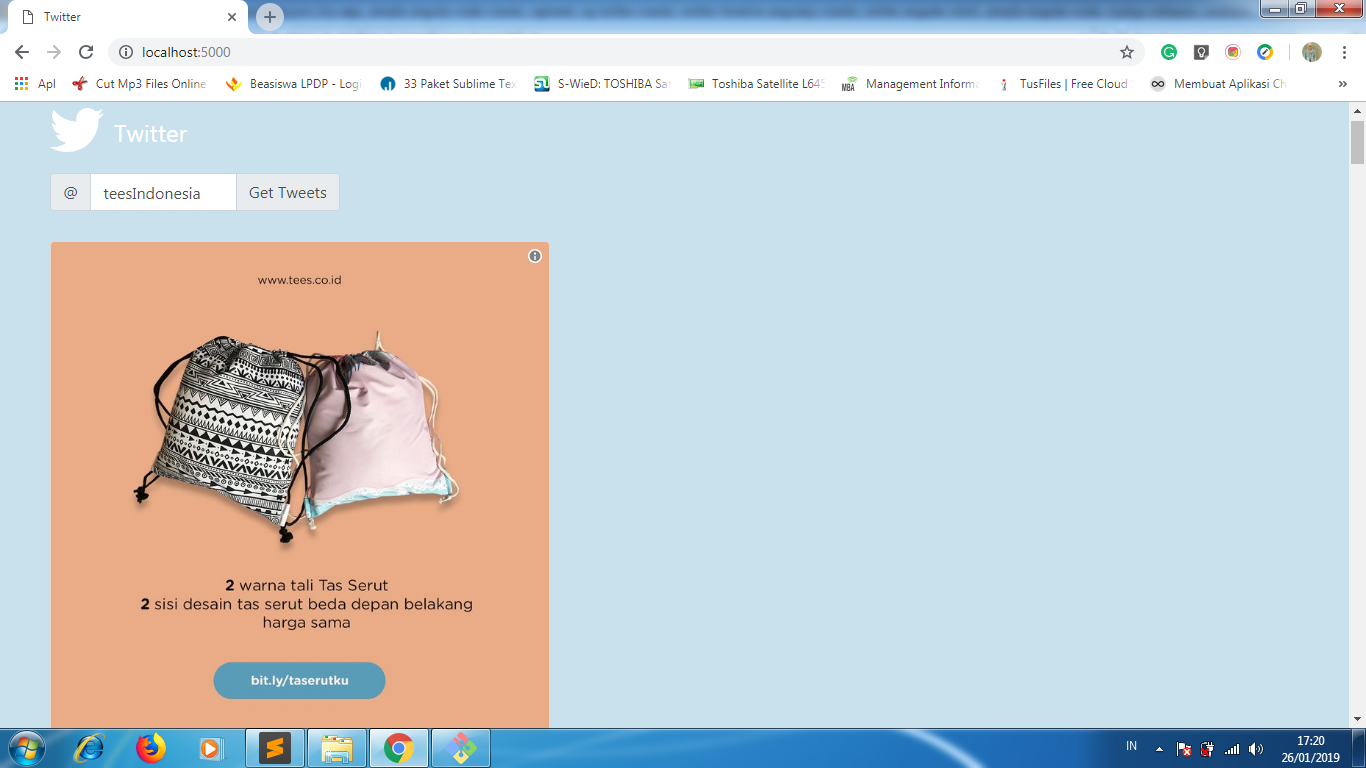 Twitter
localhost:5000
Apl
Cut Mp3 Files Online
Beasiswa LPDP - Logi
33 Paket Sublime Tex
S-WieD: TOSHIBA Sat
Toshiba Satellite L645
MBA
Management Informa
TusFiles | Free Cloud
Membuat Aplikasi Ch
Twitter
@ teesIndonesia Get Tweets
www.tees.co.id
2 warna tali Tas Serut
2 sisi desain tas serut beda depan belakang
harga sama
bit.ly/taserutku
IN
17:20
26/01/2019